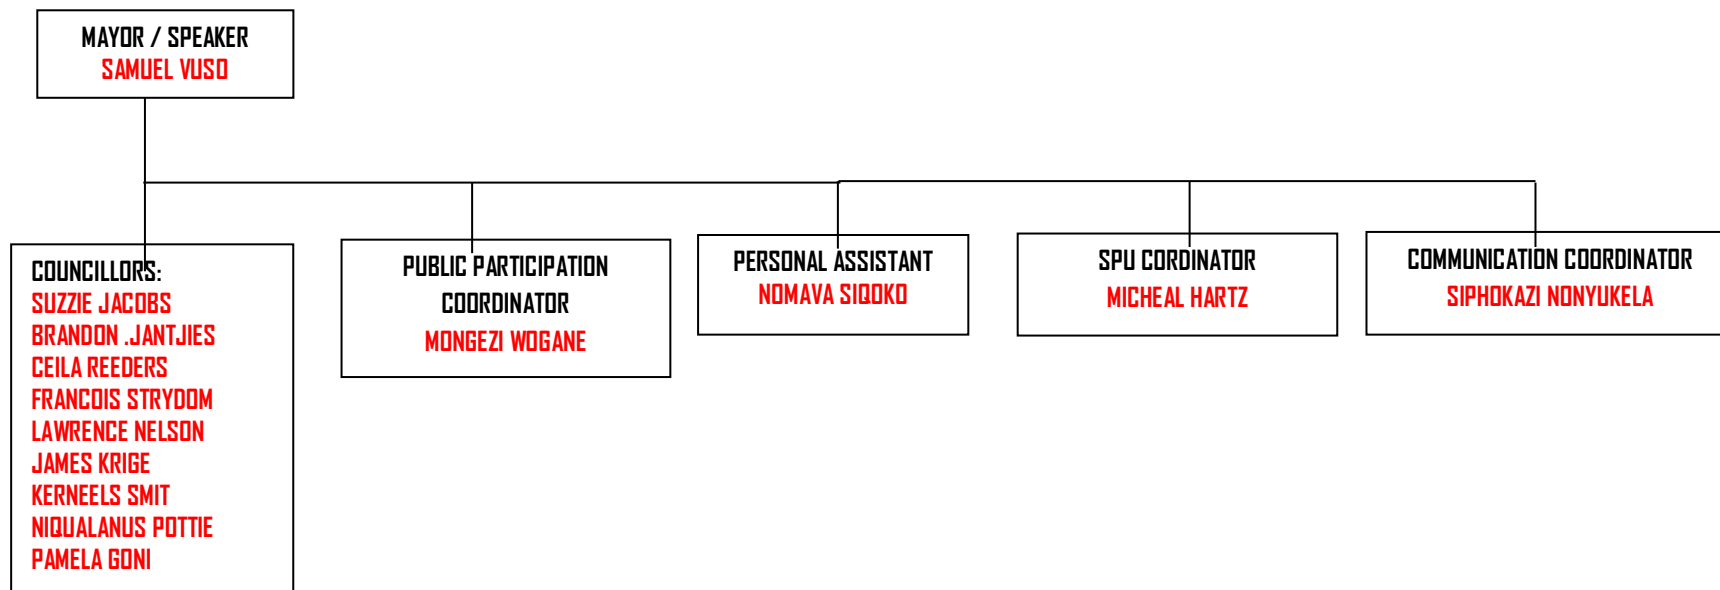 MAYOR / SPEAKER
SAMUEL VUSO
COUNCILLORS:
SUZZIE JACOBS
BRANDON .JANTJIES
CEILA REEDERS
FRANCOIS STRYDOM
LAWRENCE NELSON
JAMES KRIGE
KERNEELS SMIT
NIQUALANUS POTTIE
PAMELA GONI
PUBLIC PARTICIPATION
COORDINATOR
MONGEZI WOGANE
PERSONAL ASSISTANT
NOMAVA SIQOKO
SPU CORDINATOR
MICHEAL HARTZ
COMMUNICATION COORDINATOR
SIPHOKAZI NONYUKELA